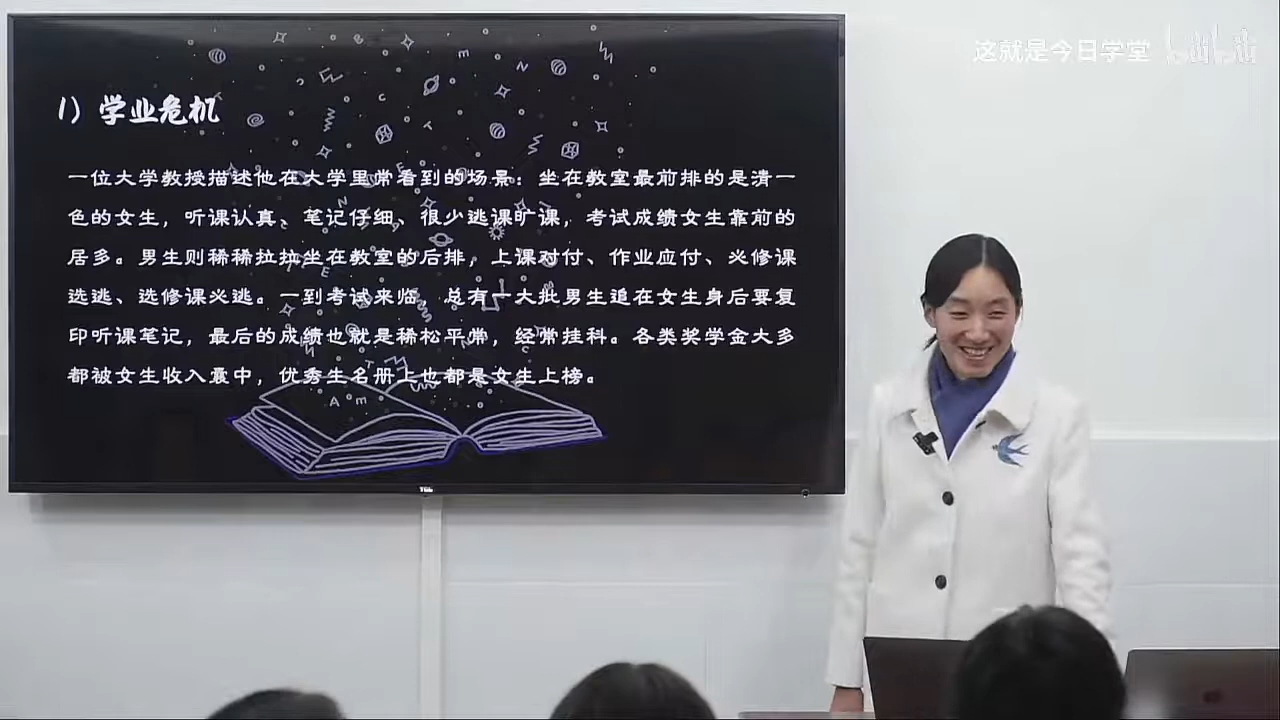 这就是今日学堂 bilibili
1）学业危机
一位大学教授描述他在大学里常看到的场景：坐在教室最前排的是清一
色的女生，听课认真、笔记仔细、很少逃课旷课，考试成绩女生靠前的
居多。男生则稀稀拉拉坐在教室的后排，上课对付、作业应付、必修课
选逃、选修课必逃。一到考试来临，总有一大批男生追在女生身后要复
印听课笔记，最后的成绩也就是稀松平常，经常挂科。各类奖学金大多
都被女生收入囊中，优秀生名册上也都是女生上榜。